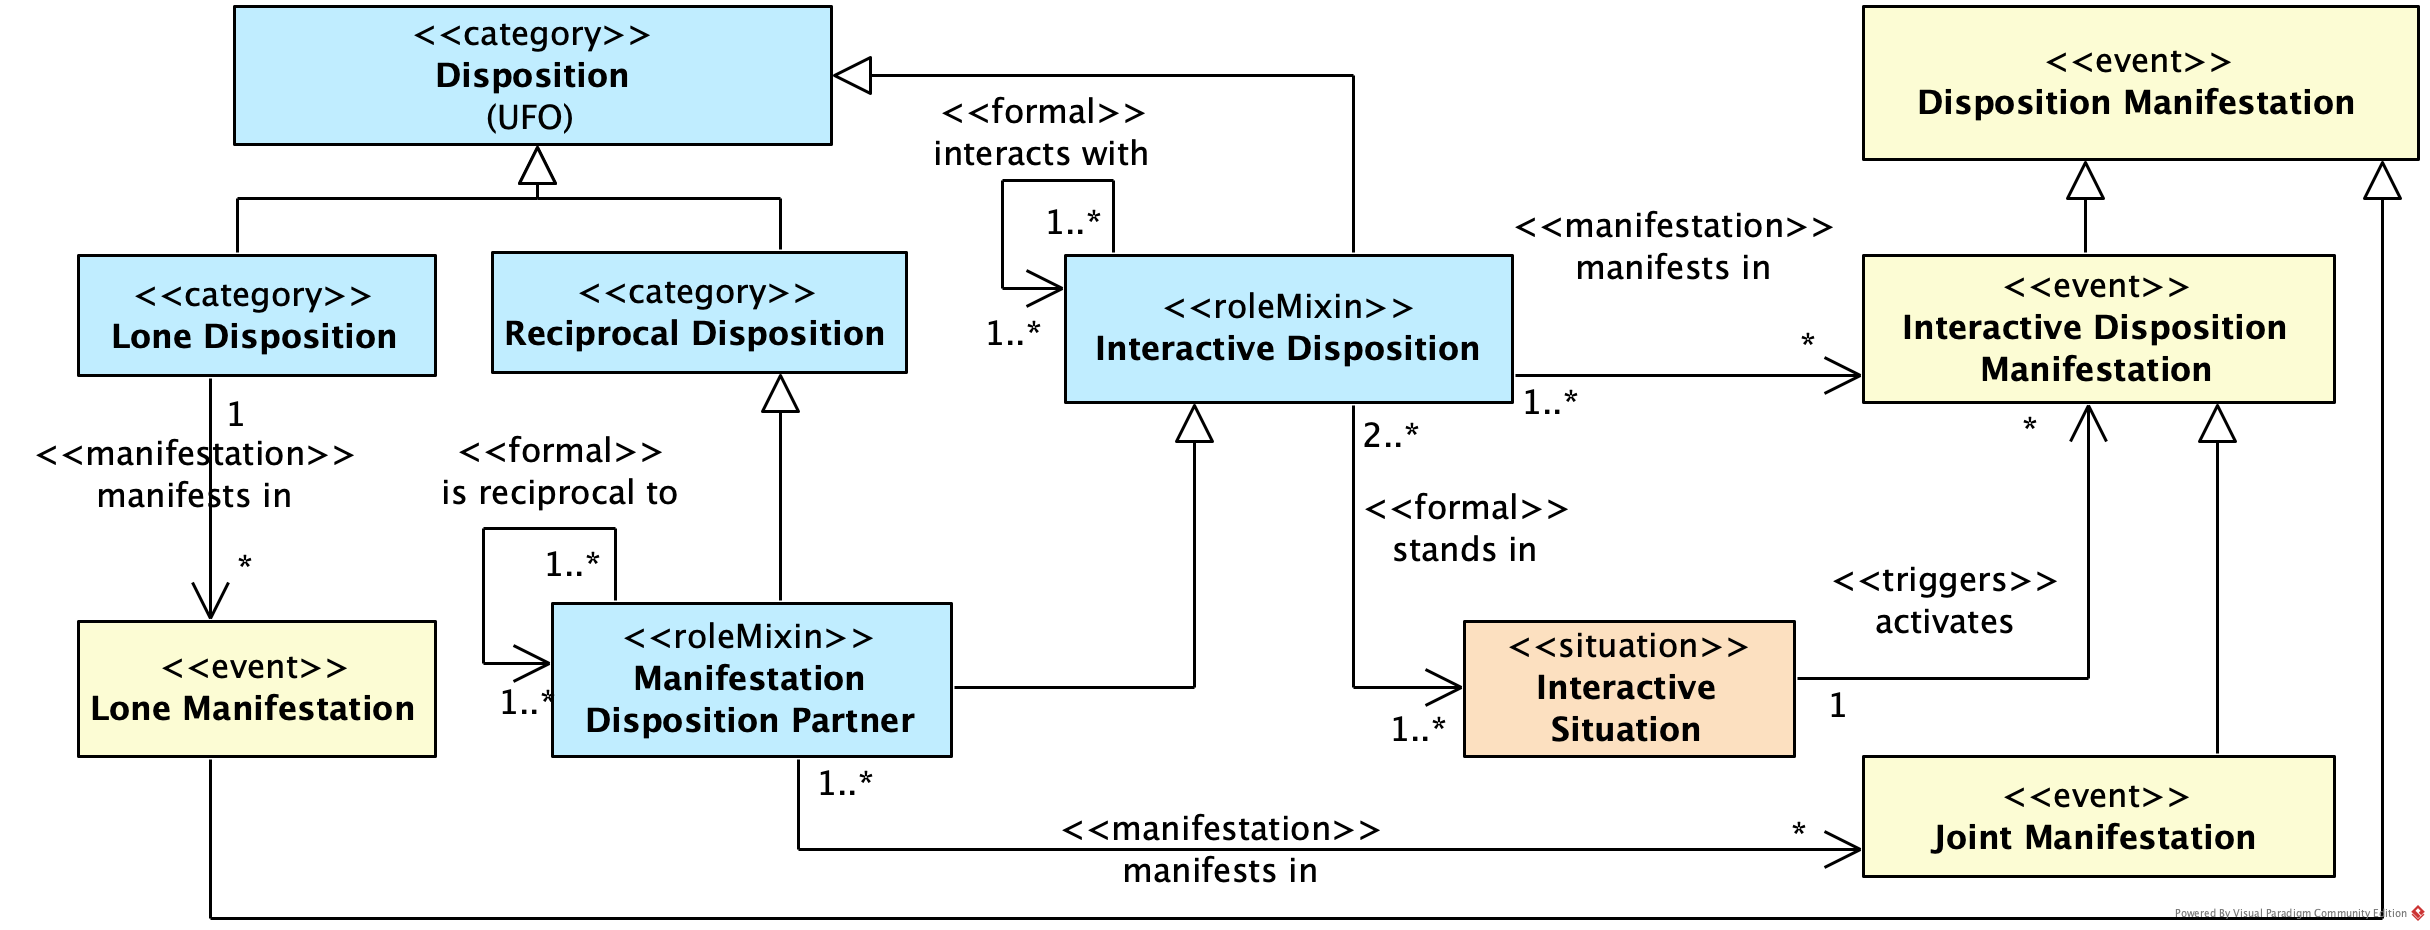 <<category>>
Disposition
(UFO)
<<event>>
Disposition Manifestation
<<formal>>
interacts with
1..*
1..*
<<manifestation>>
manifests in
1..*
*
<<category>>
Lone Disposition
<<category>>
Reciprocal Disposition
<<roleMixin>>
Interactive Disposition
<<event>>
Interactive Disposition
Manifestation
1
<<manifestation>>
manifests in
*
<<formal>>
is reciprocal to
1..*
1..*
2..*
<<formal>>
stands in
1..*
*
<<triggers>>
activates
1
<<event>>
Lone Manifestation
<<roleMixin>>
Manifestation
Disposition Partner
<<situation>>
Interactive
Situation
1..*
<<manifestation>>
manifests in
*
<<event>>
Joint Manifestation
Powered By Visual Paradigm Community Edition